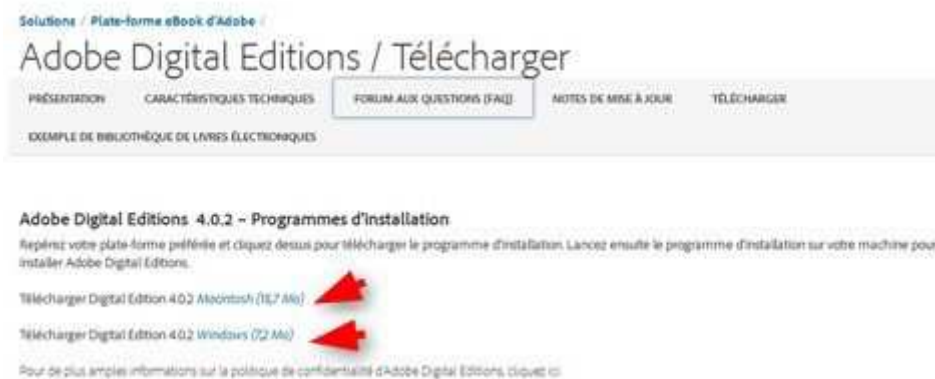 Solutions / Plate-forme eBook d'Adobe /
Adobe Digital Editions / Télécharger
PRÉSENTATION CARACTÉRISTIQUES TECHNIQUES FORUM AUX QUESTIONS (FAQ) NOTES DE MISE À JOUR TÉLÉCHARGER
EXEMPLE DE BIBLIOTHÈQUE DE LIVRES ÉLECTRONIQUES
Adobe Digital Editions 4.0.2 – Programmes d'installation
Repérez votre plate-forme préférée et cliquez dessus pour télécharger le programme d'installation. Lancez ensuite le programme d'installation sur votre machine pour
installer Adobe Digital Editions.
Télécharger Digital Edition 4.0.2 Macintosh (18,7 Mo)
Télécharger Digital Edition 4.0.2 Windows (7,2 Mo)
Pour de plus amples informations sur la politique de confidentialité d'Adobe Digital Editions, cliquez ici